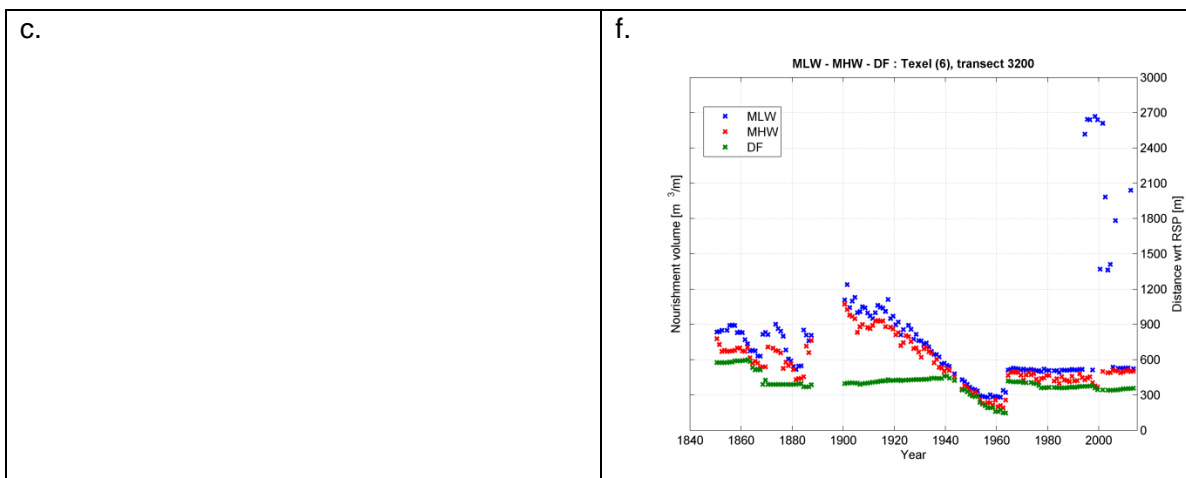 c.
f.
MLW - MHW - DF : Texel (6), transect 3200
MLW
MHW
DF
Nourishment volume [m ³/m]
Distance wrt RSP [m]
3000
2700
2400
2100
1800
1500
1200
900
600
300
0
1840
1860
1880
1900
1920
1940
1960
1980
2000
Year